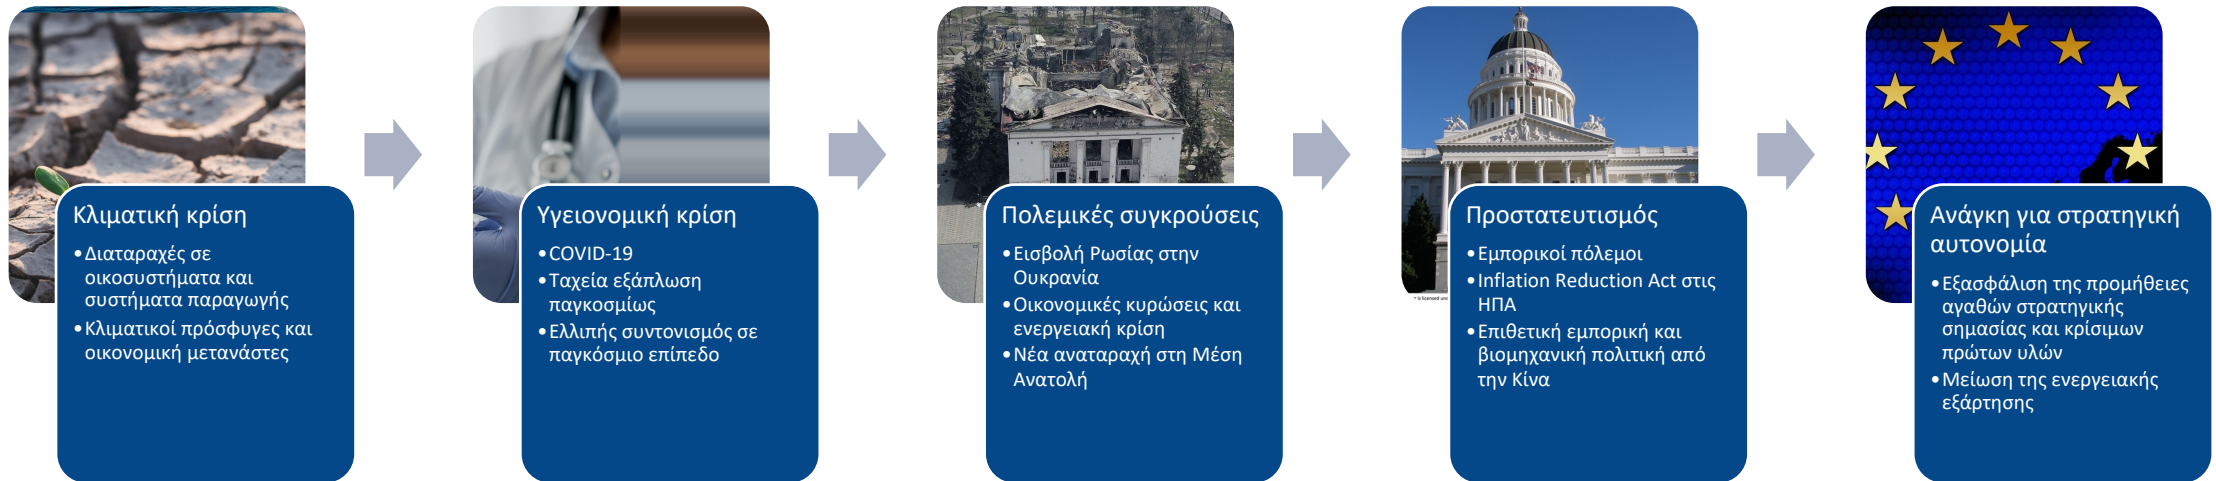 Κλιματική κρίση
•Διαταραχές σε
οικοσυστήματα και
συστήματα παραγωγής
•Κλιματικοί πρόσφυγες και
οικονομική μετανάστες
Υγειονομική κρίση
•COVID-19
•Ταχεία εξάπλωση
παγκοσμίως
•Ελλιπής συντονισμός σε
παγκόσμιο επίπεδο
Πολεμικές συγκρούσεις
•Εισβολή Ρωσίας στην
Ουκρανία
•Οικονομικές κυρώσεις και
ενεργειακή κρίση
•Νέα αναταραχή στη Μέση
Ανατολή
Προστατευτισμός
•Εμπορικοί πόλεμοι
•Inflation Reduction Act στις
ΗΠΑ
•Επιθετική εμπορική και
βιομηχανική πολιτική από
την Κίνα
Ανάγκη για στρατηγική
αυτονομία
•Εξασφάλιση της προμήθειες
αγαθών στρατηγικής
σημασίας και κρίσιμων
πρώτων υλών
•Μείωση της ενεργειακής
εξάρτησης
is licensed